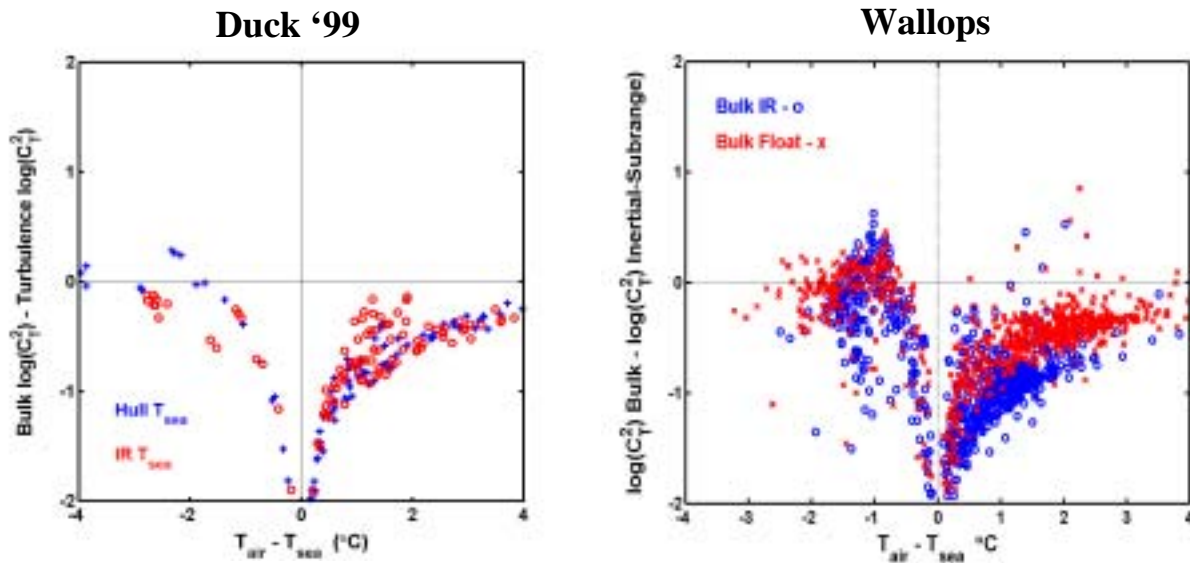 Duck ‘99
Bulk log(C²T) - Turbulence log(C²T)
2
1
0
-1
-2
Hull Tsea
IR Tsea
-4
-2
0
2
4
Tair - Tsea (°C)
Wallops
log(C²T) Bulk - log(C²T) Inertial-Subrange
2
1
0
-1
-2
Bulk IR - o
Bulk Float - x
-4
-3
-1
-1
0
1
2
3
4
Tair - Tsea °C